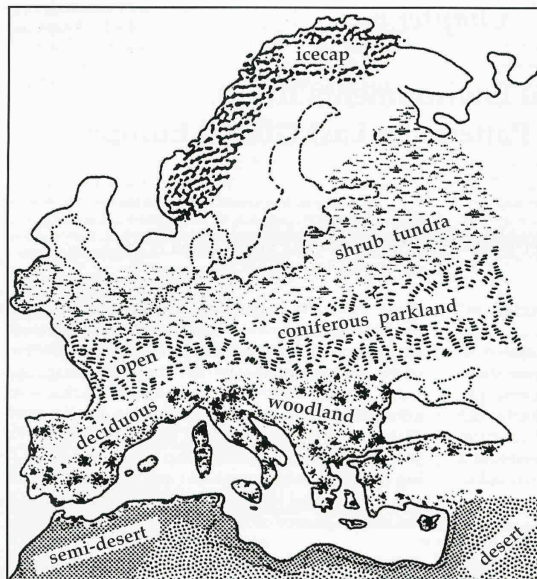 icecap
shrub tundra
coniferous parkland
open
deciduous
woodland
semi-desert
desert